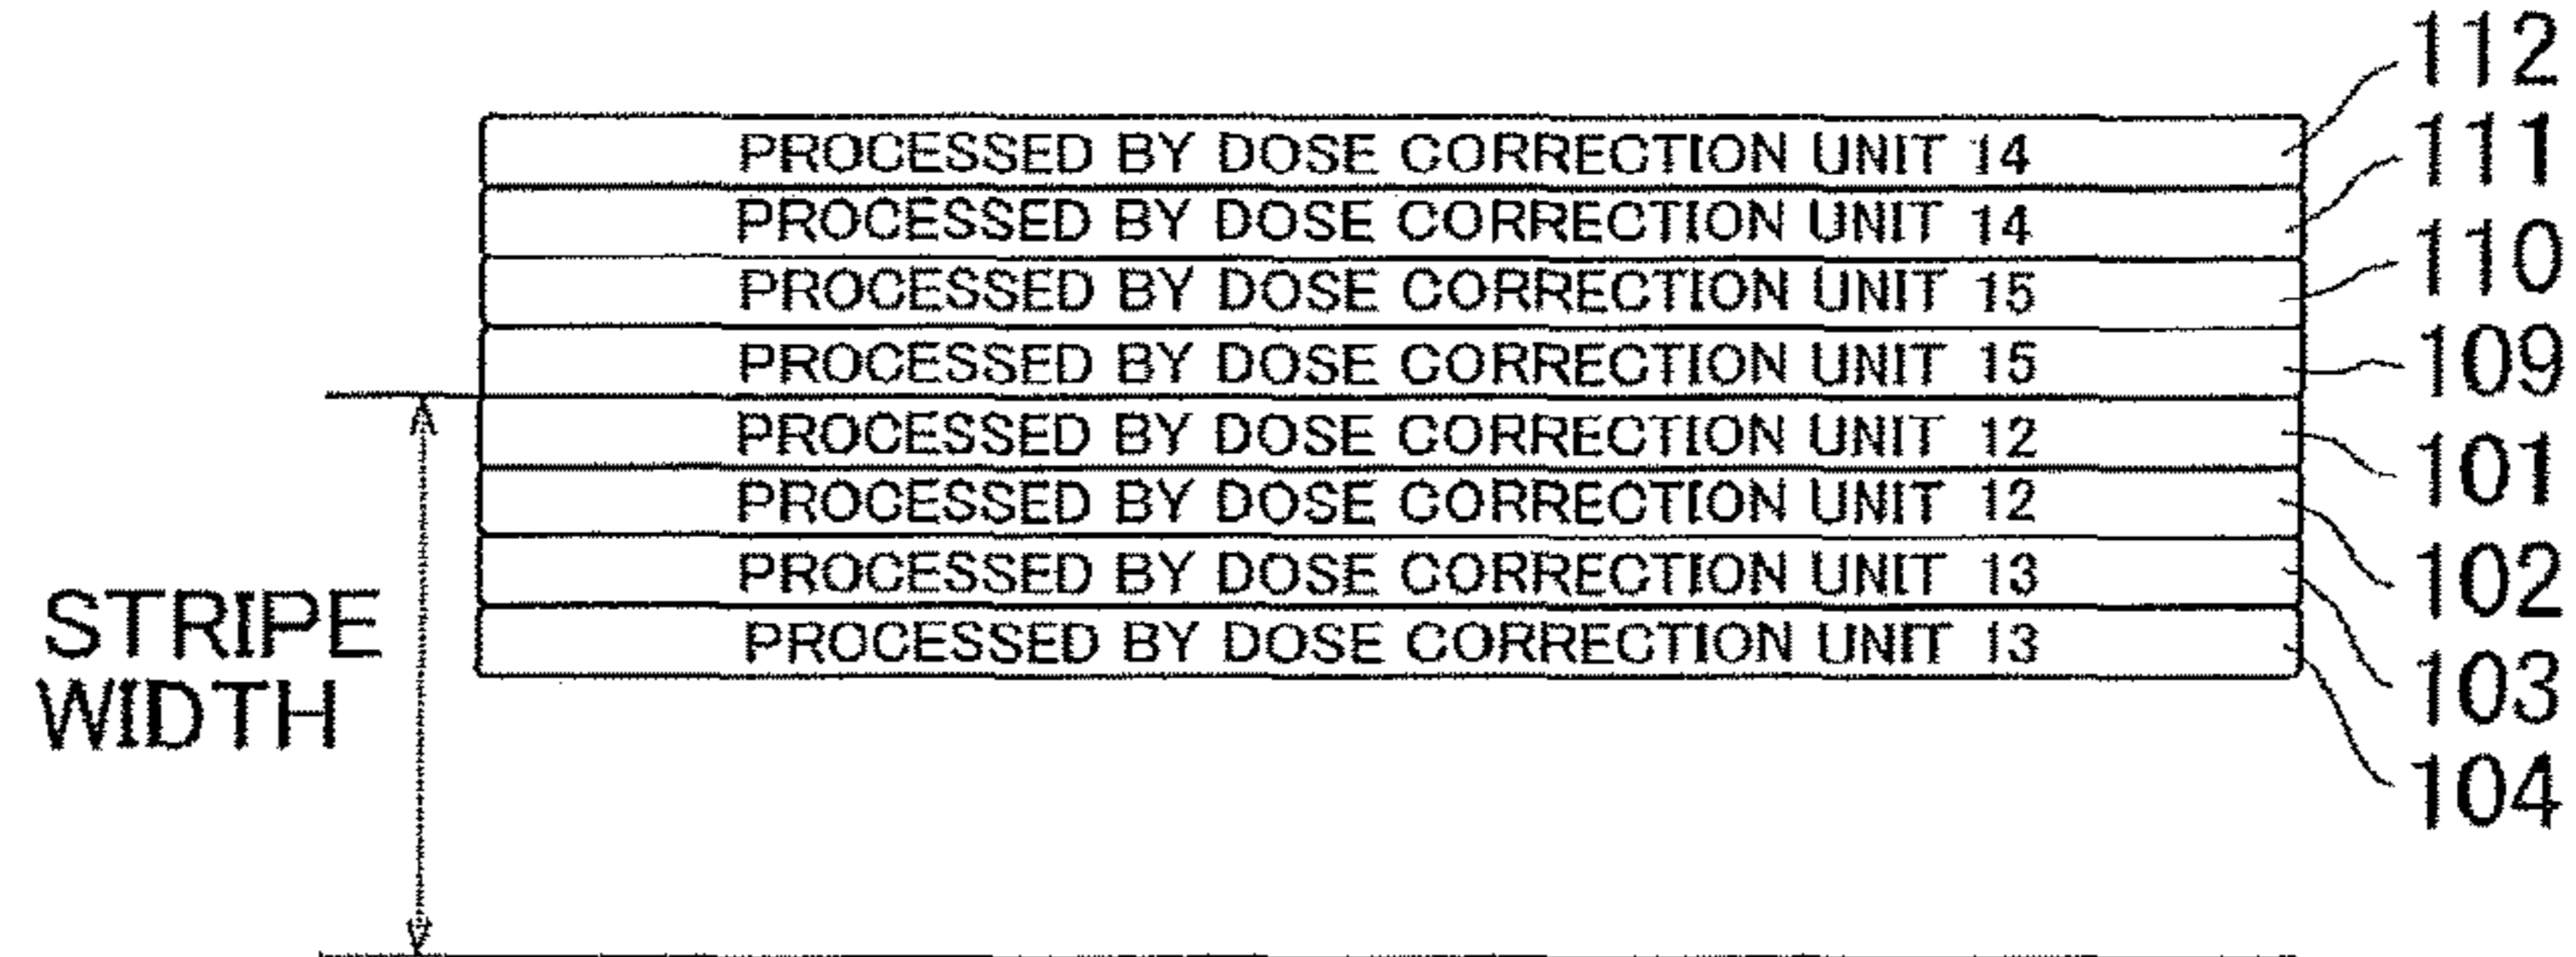 112
PROCESSED BY DOSE CORRECTION UNIT 14
111
PROCESSED BY DOSE CORRECTION UNIT 14
110
PROCESSED BY DOSE CORRECTION UNIT 15
109
PROCESSED BY DOSE CORRECTION UNIT 15
101
PROCESSED BY DOSE CORRECTION UNIT 12
102
PROCESSED BY DOSE CORRECTION UNIT 12
103
PROCESSED BY DOSE CORRECTION UNIT 13
104
PROCESSED BY DOSE CORRECTION UNIT 13
STRIPE
WIDTH